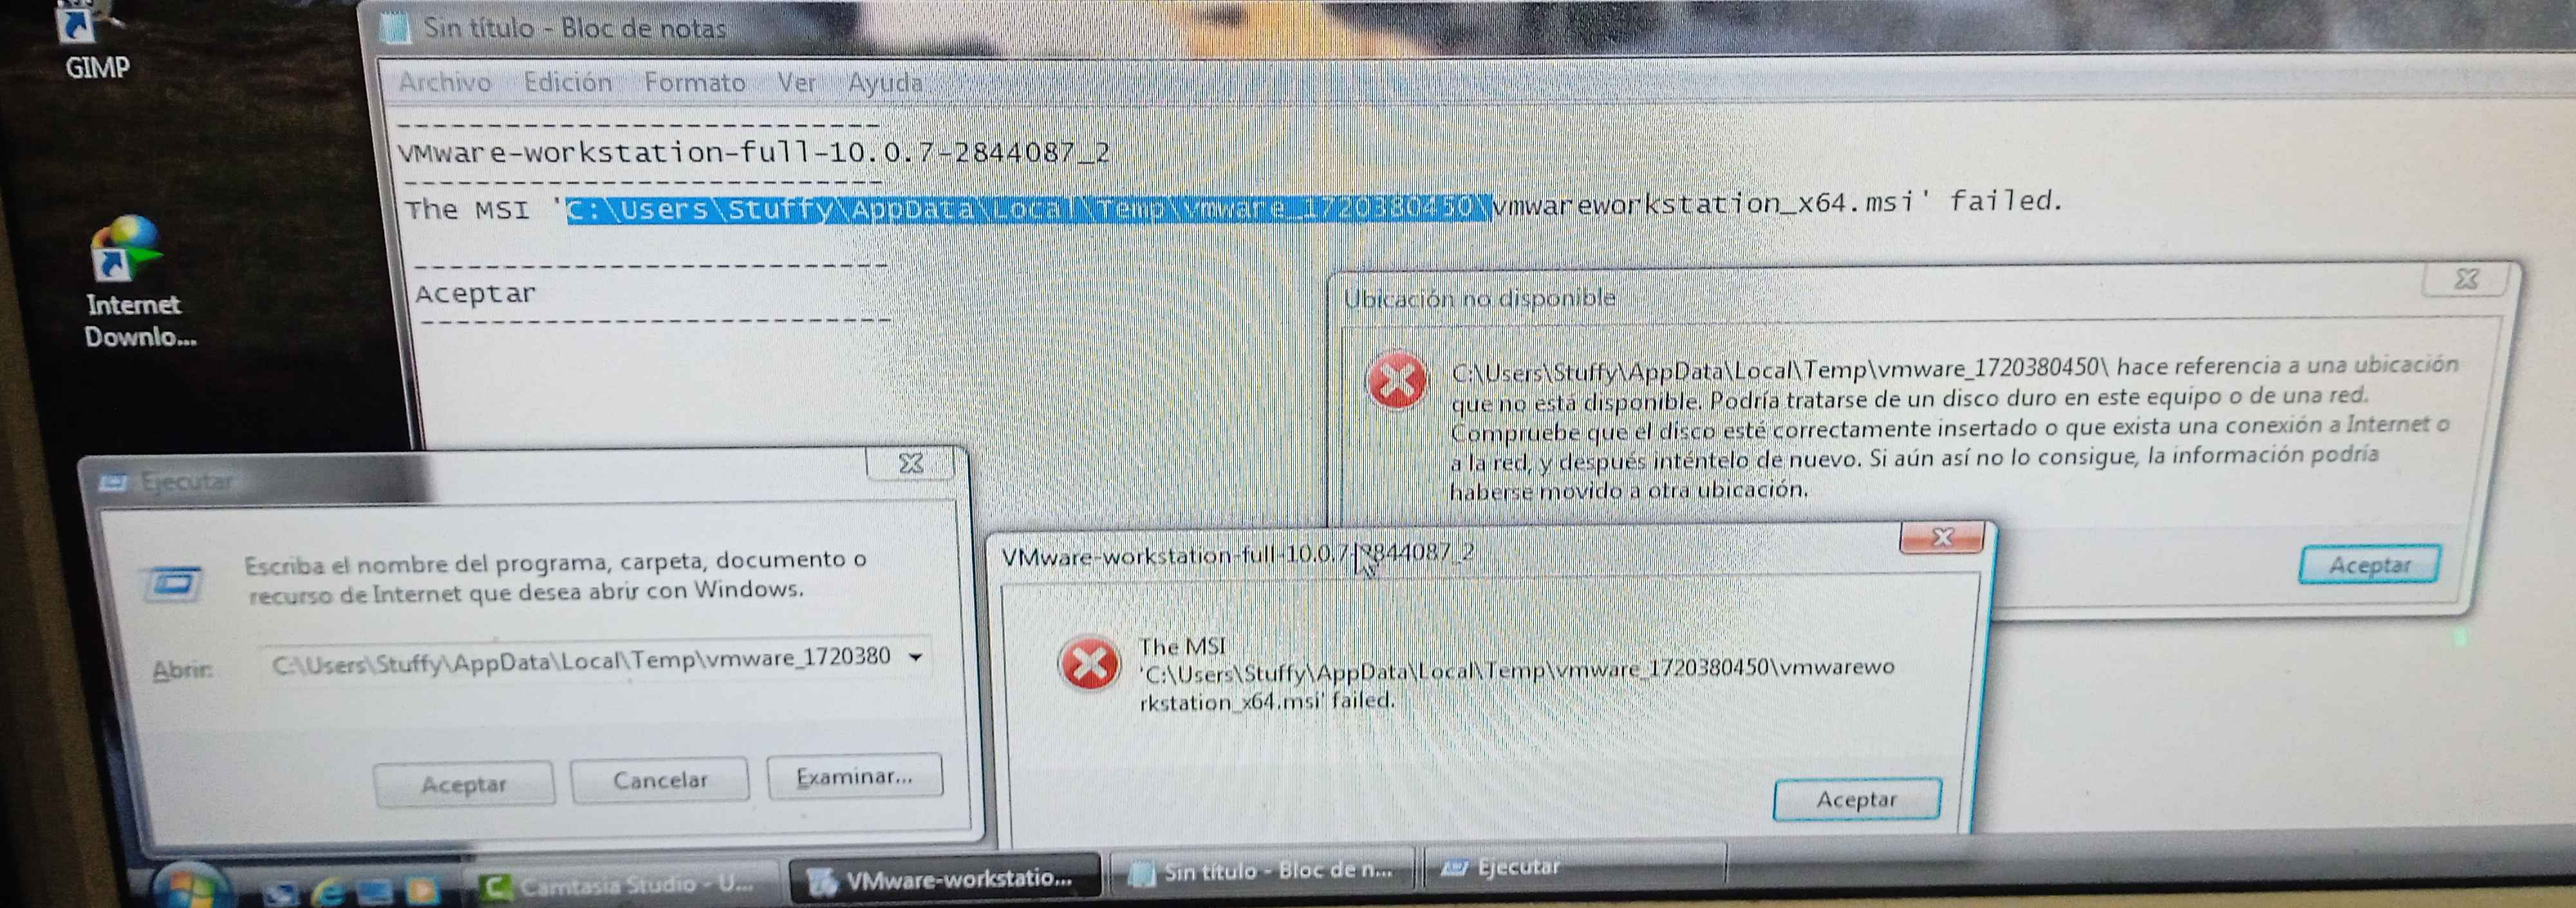 GIMP
Internet
Downlo...
Sin título - Bloc de notas
Archivo Edición Formato Ver Ayuda
---------------------------
VMware-workstation-full-10.0.7-2844087_2
---------------------------
The MSI 'C:\Users\Stuffy\AppData\Local\Temp\vmware_1720380450\vmwareworkstation_x64.msi' failed.
---------------------------
Aceptar
---------------------------
Ubicación no disponible
C:\Users\Stuffy\AppData\Local\Temp\vmware_1720380450\ hace referencia a una ubicación
que no está disponible. Podría tratarse de un disco duro en este equipo o de una red.
Compruebe que el disco esté correctamente insertado o que exista una conexión a Internet o
a la red, y después inténtelo de nuevo. Si aún así no lo consigue, la información podría
haberse movido a otra ubicación.
Aceptar
Ejecutar
Escriba el nombre del programa, carpeta, documento o
recurso de Internet que desea abrir con Windows.
Abrir: C:\Users\Stuffy\AppData\Local\Temp\vmware_1720380
Aceptar Cancelar Examinar...
VMware-workstation-full-10.0.7-2844087_2
The MSI
'C:\Users\Stuffy\AppData\Local\Temp\vmware_1720380450\vmwarewo
rkstation_x64.msi' failed.
Aceptar
Camtasia Studio - U... VMware-workstatio... Sin título - Bloc de n... Ejecutar